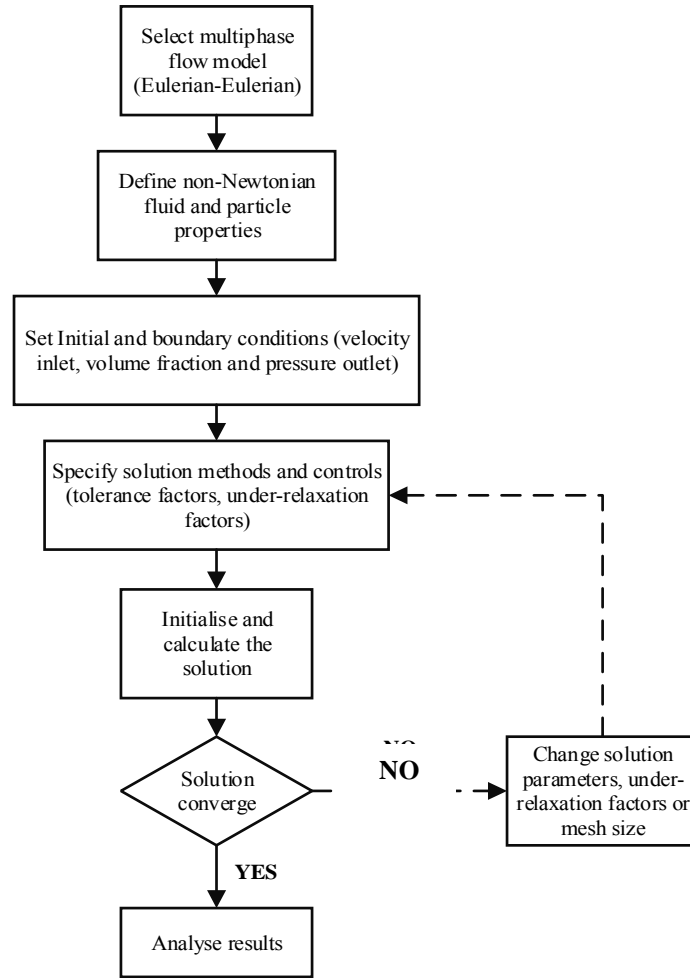 Select multiphase
flow model
(Eulerian-Eulerian)
Define non-Newtonian
fluid and particle
properties
Set Initial and boundary conditions (velocity
inlet, volume fraction and pressure outlet)
Specify solution methods and controls
(tolerance factors, under-relaxation
factors)
Initialise and
calculate the
solution
Solution
converge
NO
Change solution
parameters, under-
relaxation factors or
mesh size
YES
Analyse results